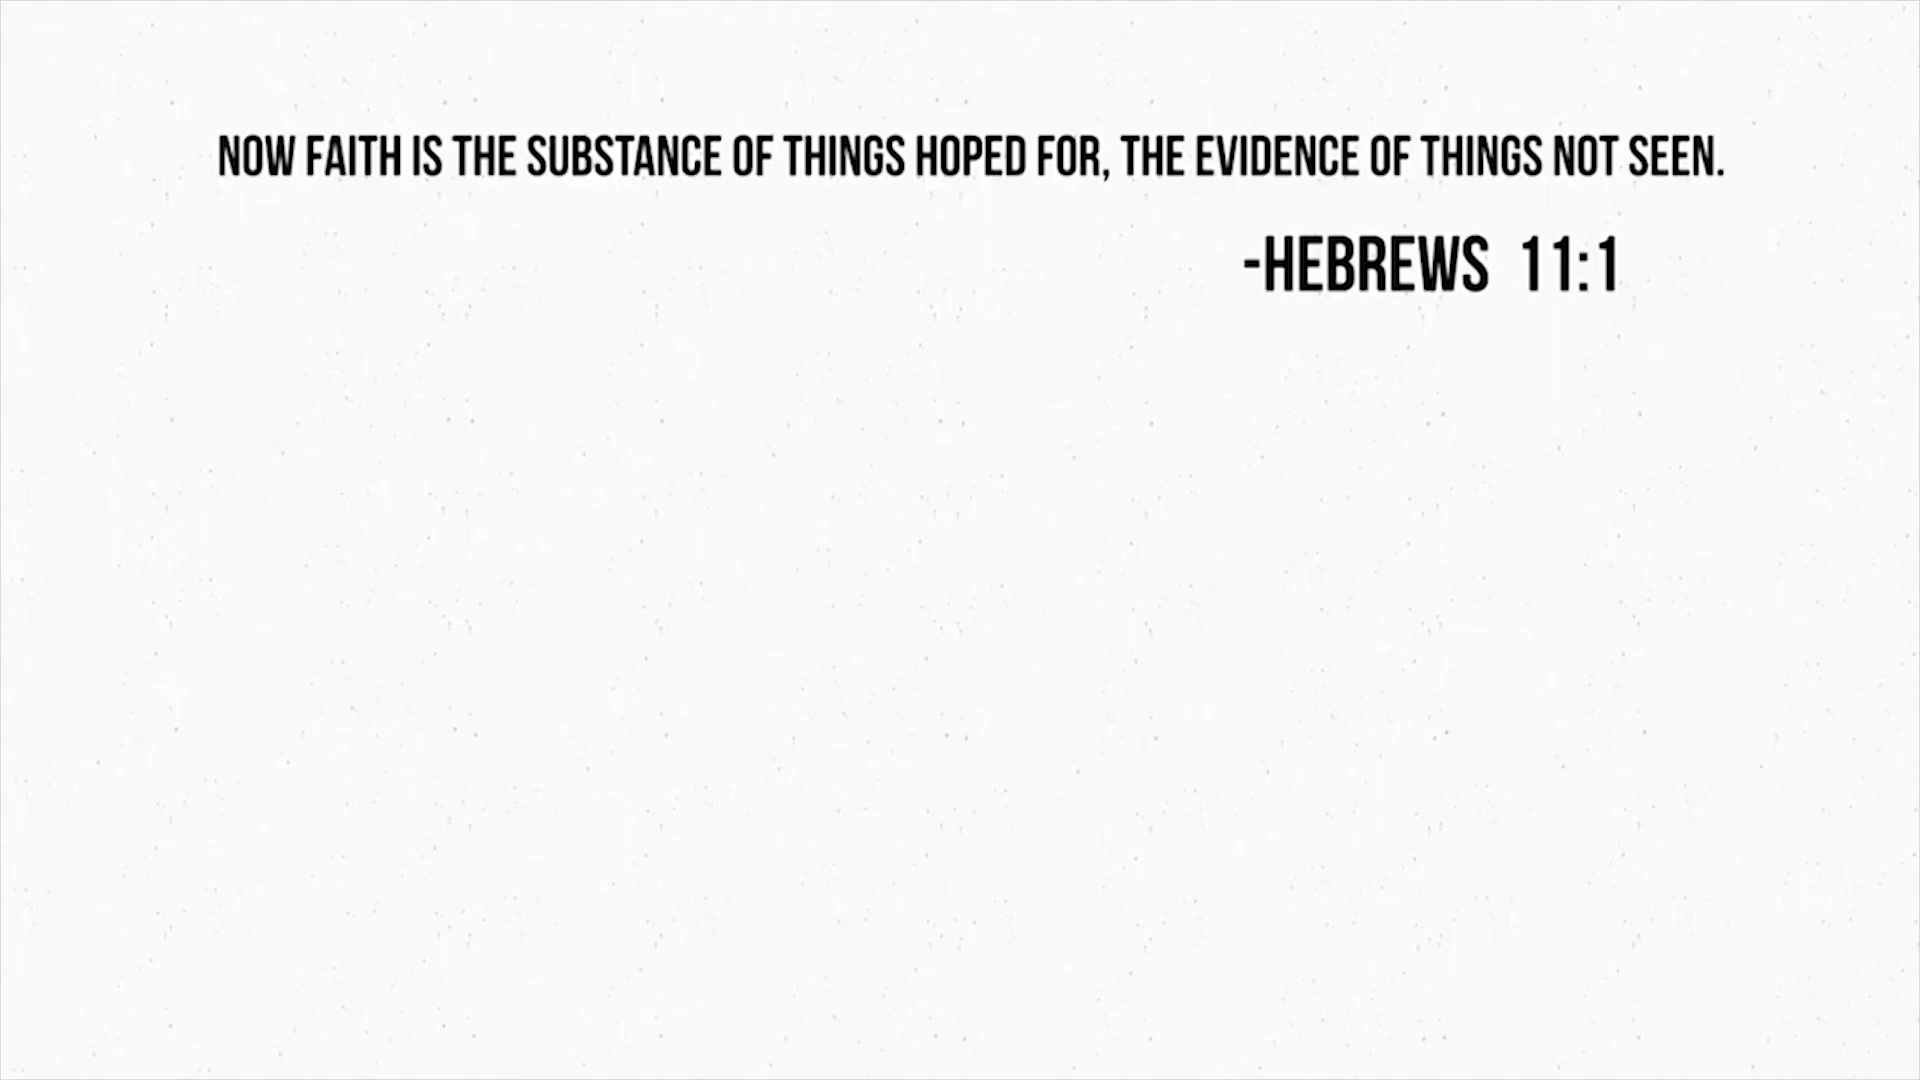 NOW FAITH IS THE SUBSTANCE OF THINGS HOPED FOR, THE EVIDENCE OF THINGS NOT SEEN.
-HEBREWS 11:1